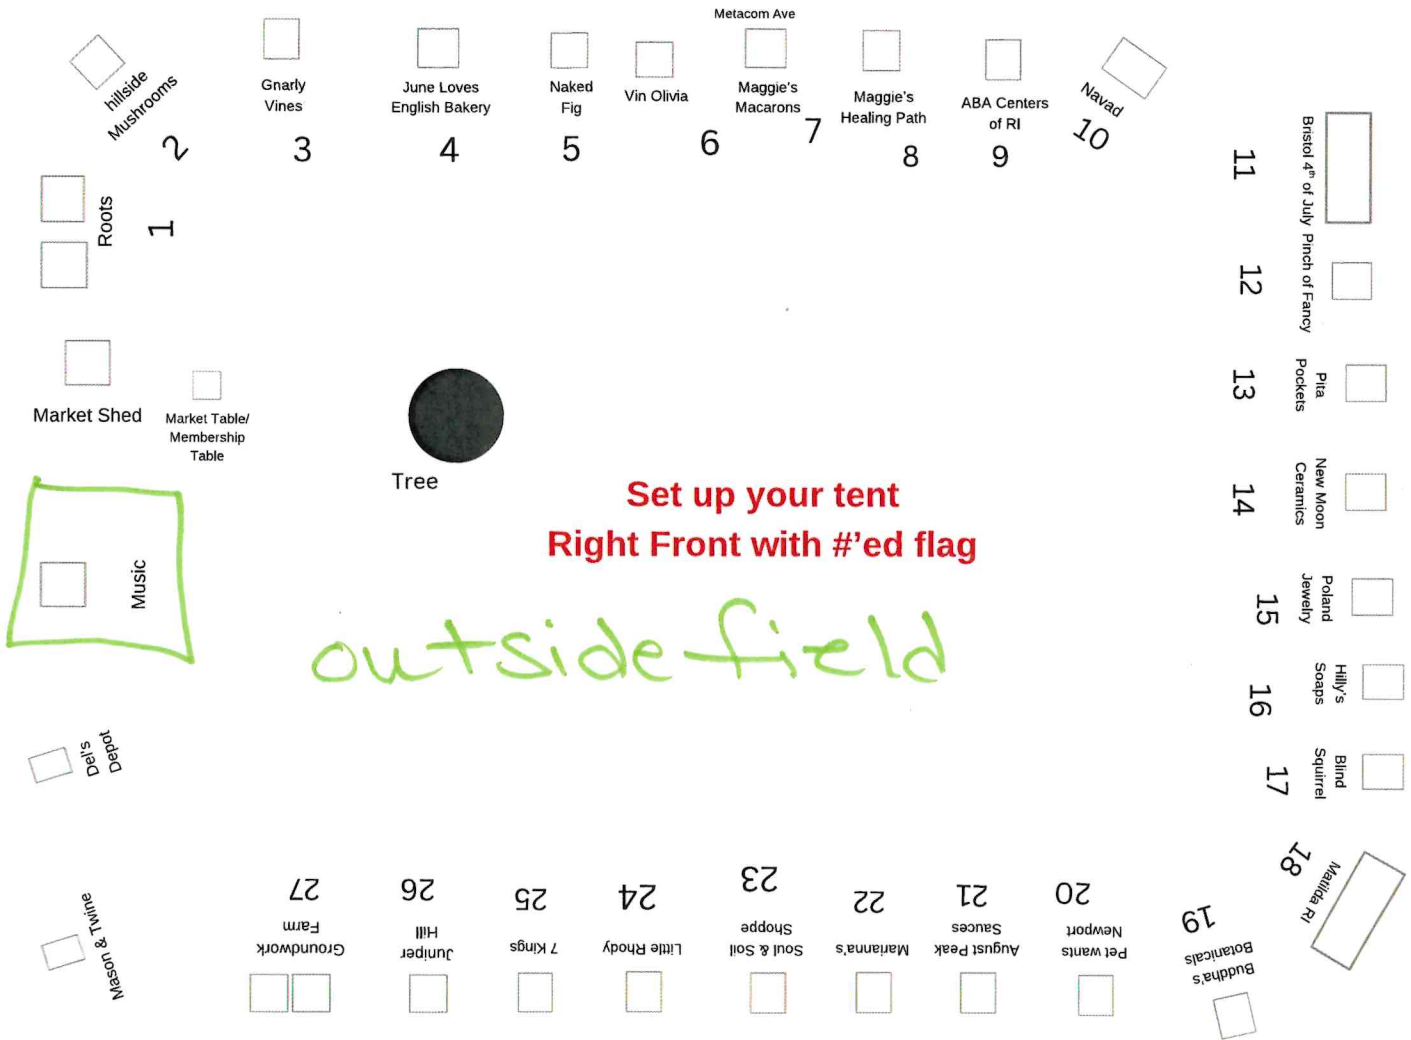 Metacom Ave
hillside
Mushrooms
2
Gnarly
Vines
3
June Loves
English Bakery
4
Naked
Fig
5
Vin Olivia
6
Maggie's
Macarons
7
Maggie's
Healing Path
8
ABA Centers
of RI
9
Navad
10
Bristol 4th of July
11
Pinch of Fancy
12
Pita
Pockets
13
New Moon
Ceramics
14
Poland
Jewelry
15
Hilly's
Soaps
16
Blind
Squirrel
17
Matilda RI
18
Buddha's
Botanicals
19
Pet wants
Newport
20
August Peak
Sauces
21
Marianna's
22
Soul & Soil
Shoppe
23
Little Rhody
24
7 Kings
25
Juniper
Hill
26
Groundwork
Farm
27
Mason & Twine
Del's
Depot
Music
Market Shed
Market Table/
Membership
Table
Roots
1
Tree
Set up your tent
Right Front with #'ed flag
outside field